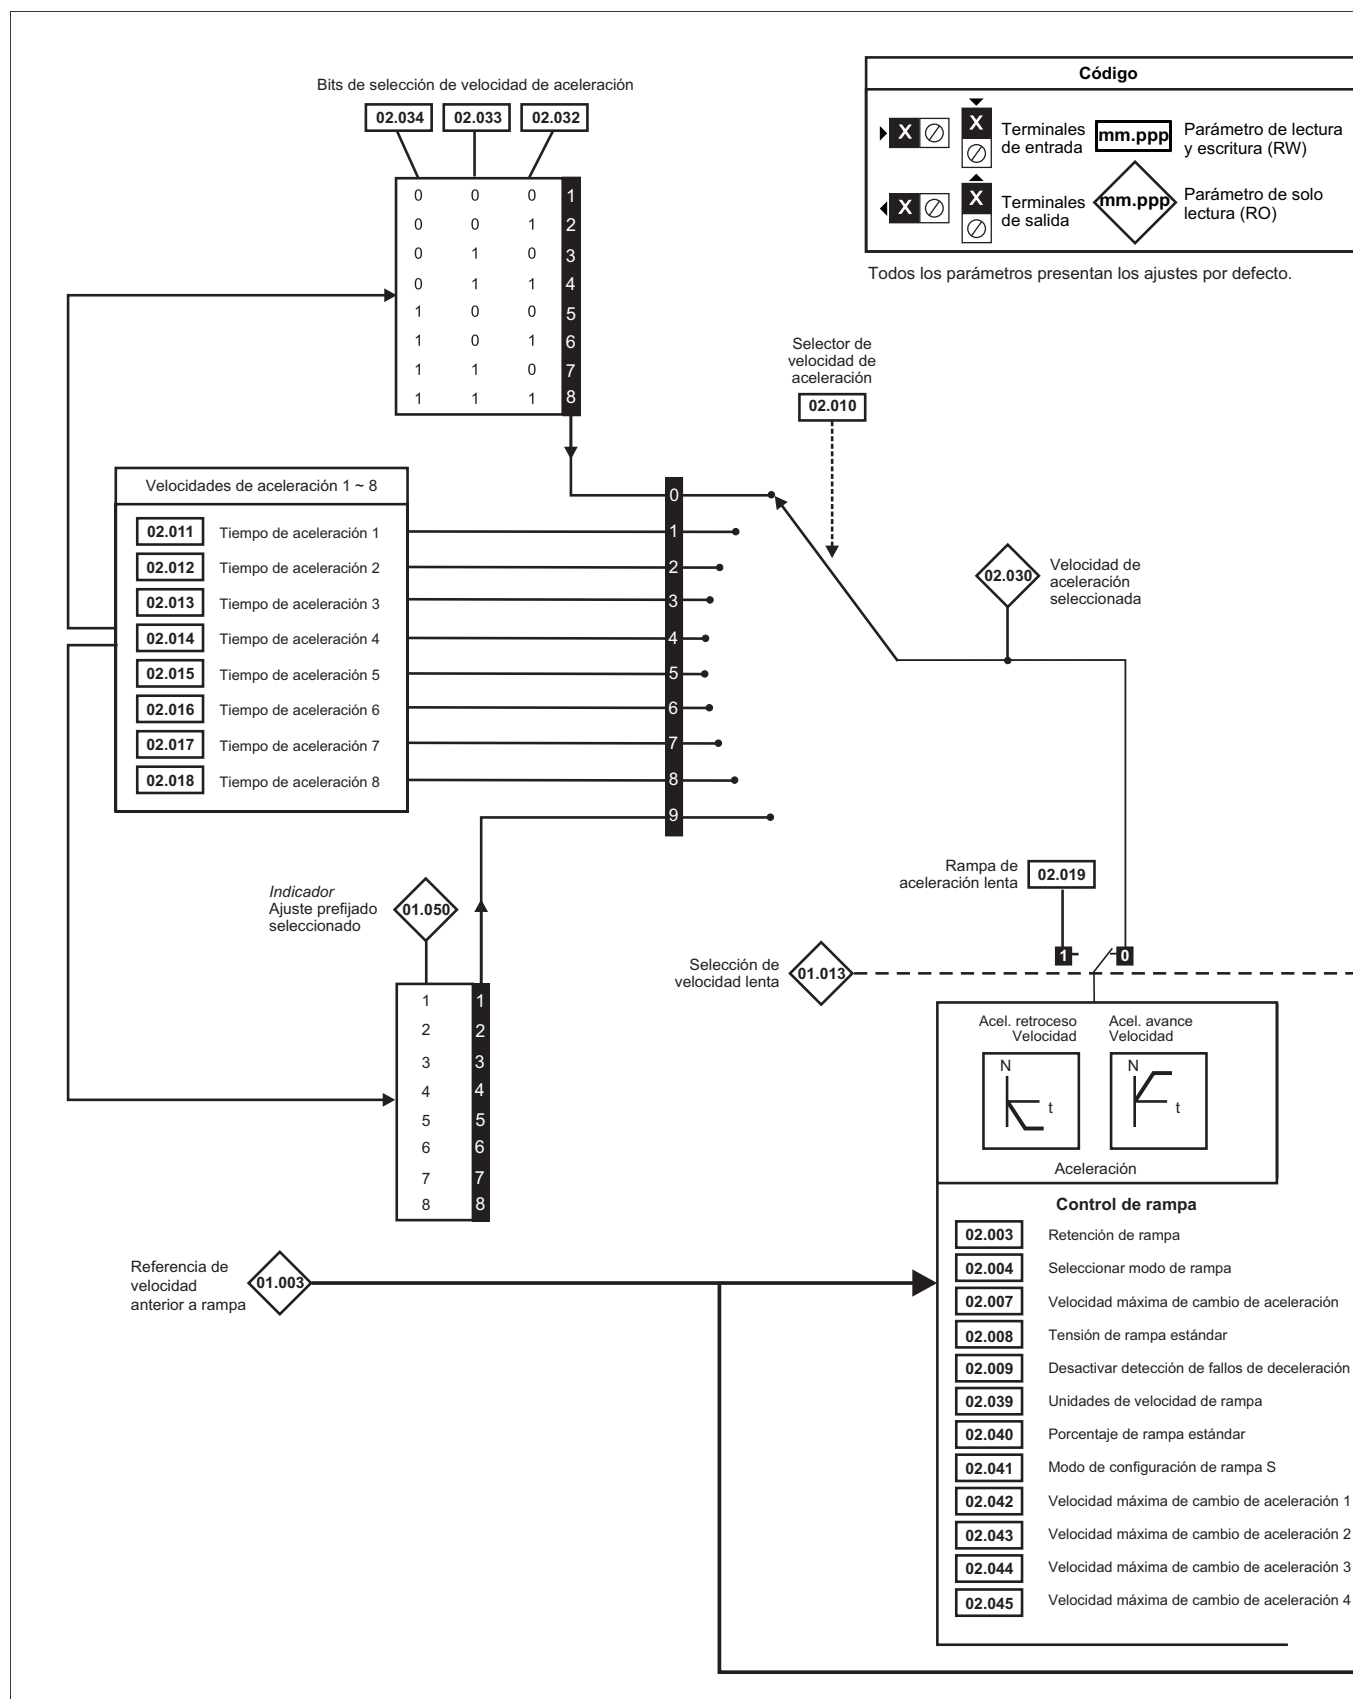 Código
X
X
Terminales
de entrada
mm.ppp
Parámetro de lectura
y escritura (RW)
X
X
Terminales
de salida
mm.ppp
Parámetro de solo
lectura (RO)
Todos los parámetros presentan los ajustes por defecto.
Bits de selección de velocidad de aceleración
02.034 02.033 02.032
0 0 0 1
0 0 1 2
0 1 0 3
0 1 1 4
1 0 0 5
1 0 1 6
1 1 0 7
1 1 1 8
Selector de
velocidad de
aceleración
02.010
Velocidades de aceleración 1 ~ 8
02.011 Tiempo de aceleración 1
02.012 Tiempo de aceleración 2
02.013 Tiempo de aceleración 3
02.014 Tiempo de aceleración 4
02.015 Tiempo de aceleración 5
02.016 Tiempo de aceleración 6
02.017 Tiempo de aceleración 7
02.018 Tiempo de aceleración 8
0
1
2
3
4
5
6
7
8
9
02.030
Velocidad de
aceleración
seleccionada
Rampa de
aceleración lenta
02.019
1 0
Indicador
Ajuste prefijado
seleccionado
01.050
Selección de
velocidad lenta
01.013
1 1
2 2
3 3
4 4
5 5
6 6
7 7
8 8
Acel. retroceso
Velocidad
Acel. avance
Velocidad
N
t
N
t
Aceleración
Control de rampa
02.003 Retención de rampa
02.004 Seleccionar modo de rampa
02.007 Velocidad máxima de cambio de aceleración
02.008 Tensión de rampa estándar
02.009 Desactivar detección de fallos de deceleración
02.039 Unidades de velocidad de rampa
02.040 Porcentaje de rampa estándar
02.041 Modo de configuración de rampa S
02.042 Velocidad máxima de cambio de aceleración 1
02.043 Velocidad máxima de cambio de aceleración 2
02.044 Velocidad máxima de cambio de aceleración 3
02.045 Velocidad máxima de cambio de aceleración 4
Referencia de
velocidad
anterior a rampa
01.003